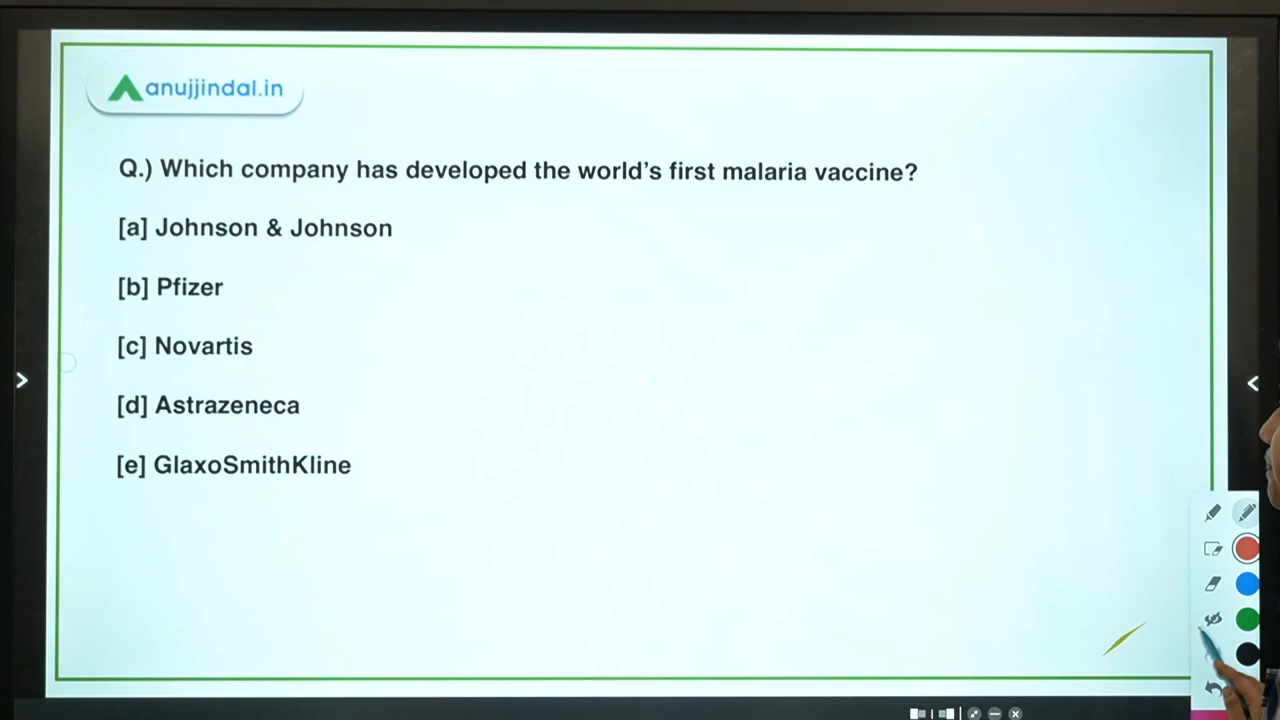 anujjindal.in
Q.) Which company has developed the world's first malaria vaccine?
[a] Johnson & Johnson
[b] Pfizer
[c] Novartis
[d] Astrazeneca
[e] GlaxoSmithKline